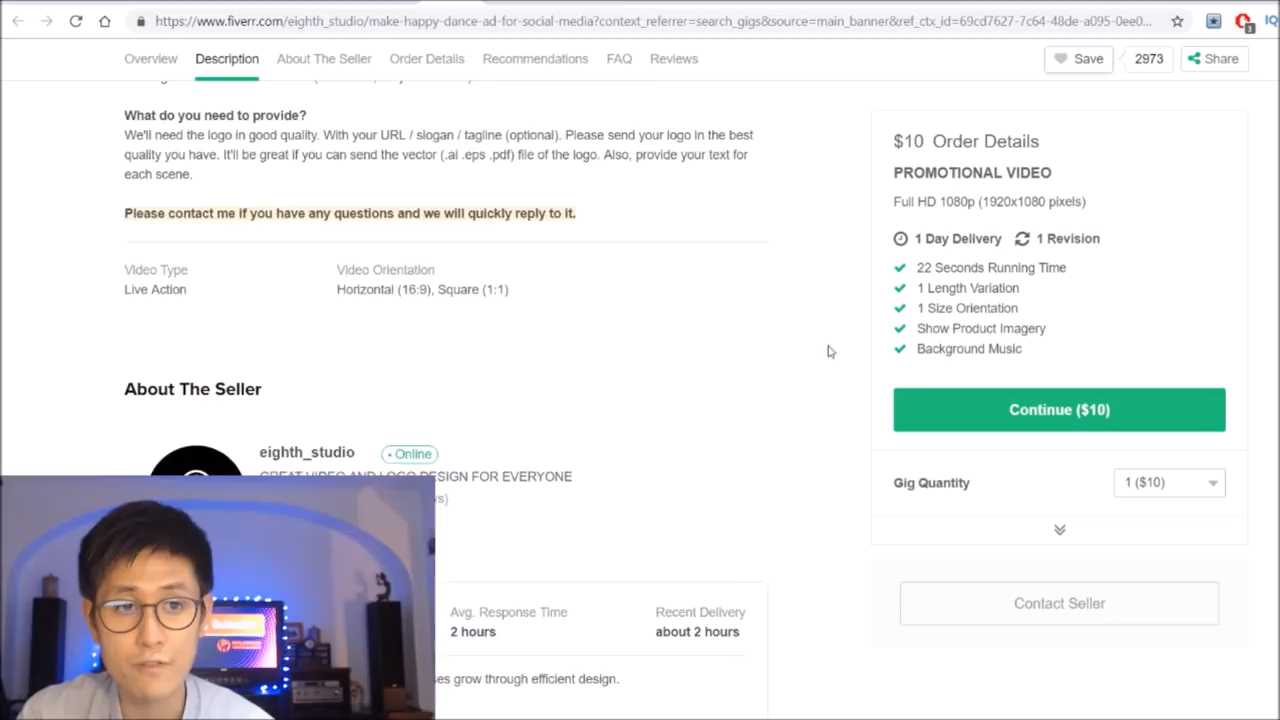 https://www.fiverr.com/eighth_studio/make-happy-dance-ad-for-social-media?context_referrer=search_gigs&source=main_banner&ref_ctx_id=69cd7627-7c64-48de-a095-0ee0...
3
IQ
Overview Description About The Seller Order Details Recommendations FAQ Reviews
Save 2973 Share
What do you need to provide?
We'll need the logo in good quality. With your URL / slogan / tagline (optional). Please send your logo in the best
quality you have. It'll be great if you can send the vector (.ai .eps .pdf) file of the logo. Also, provide your text for
each scene.
Please contact me if you have any questions and we will quickly reply to it.
Video Type
Live Action
Video Orientation
Horizontal (16:9), Square (1:1)
About The Seller
eighth_studio
• Online
GREAT VIDEO AND LOGO DESIGN FOR EVERYONE
Avg. Response Time
2 hours
Recent Delivery
about 2 hours
grow through efficient design.
$10 Order Details
PROMOTIONAL VIDEO
Full HD 1080p (1920x1080 pixels)
1 Day Delivery 1 Revision
22 Seconds Running Time
1 Length Variation
1 Size Orientation
Show Product Imagery
Background Music
Continue ($10)
Gig Quantity
1 ($10)
Contact Seller